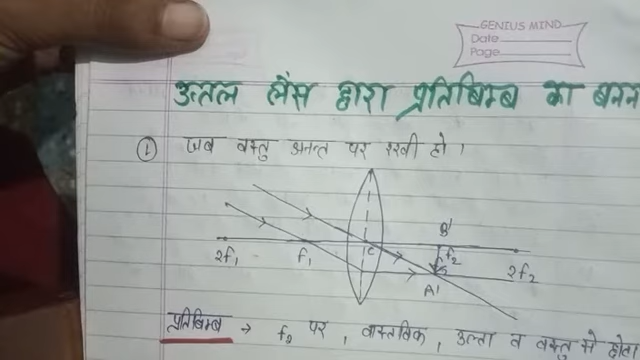 GENIUS MIND
Date
Page
उत्तल लेंस द्वारा प्रतिबिम्ब का बनन
① जब वस्तु अनन्त पर रखी हो।
B'
2f₁ f₁ C f₂ 2f₂
A'
प्रतिबिम्ब → f₂ पर, वास्तविक, उल्टा व वस्तु से छोटा